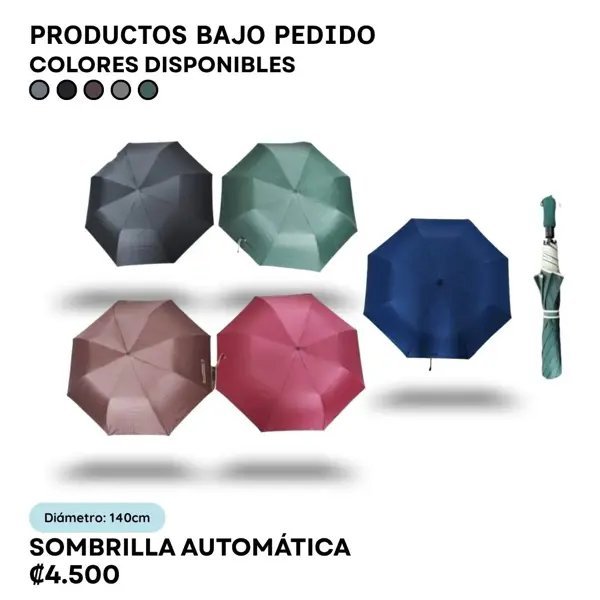 PRODUCTOS BAJO PEDIDO
COLORES DISPONIBLES
Diámetro: 140cm
SOMBRILLA AUTOMÁTICA
₡4.500